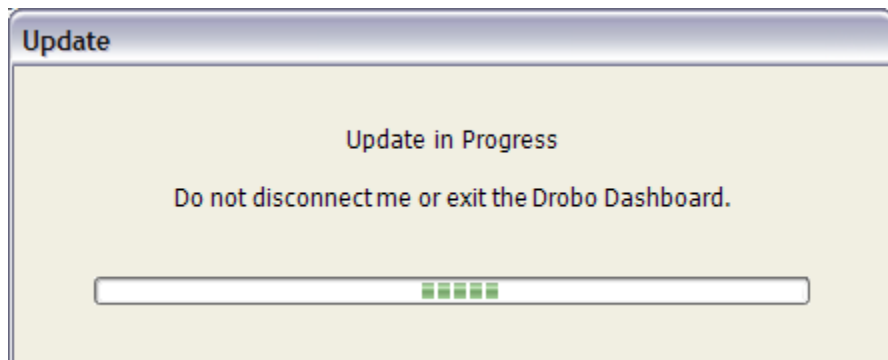 Update
Update in Progress
Do not disconnect me or exit the Drobo Dashboard.